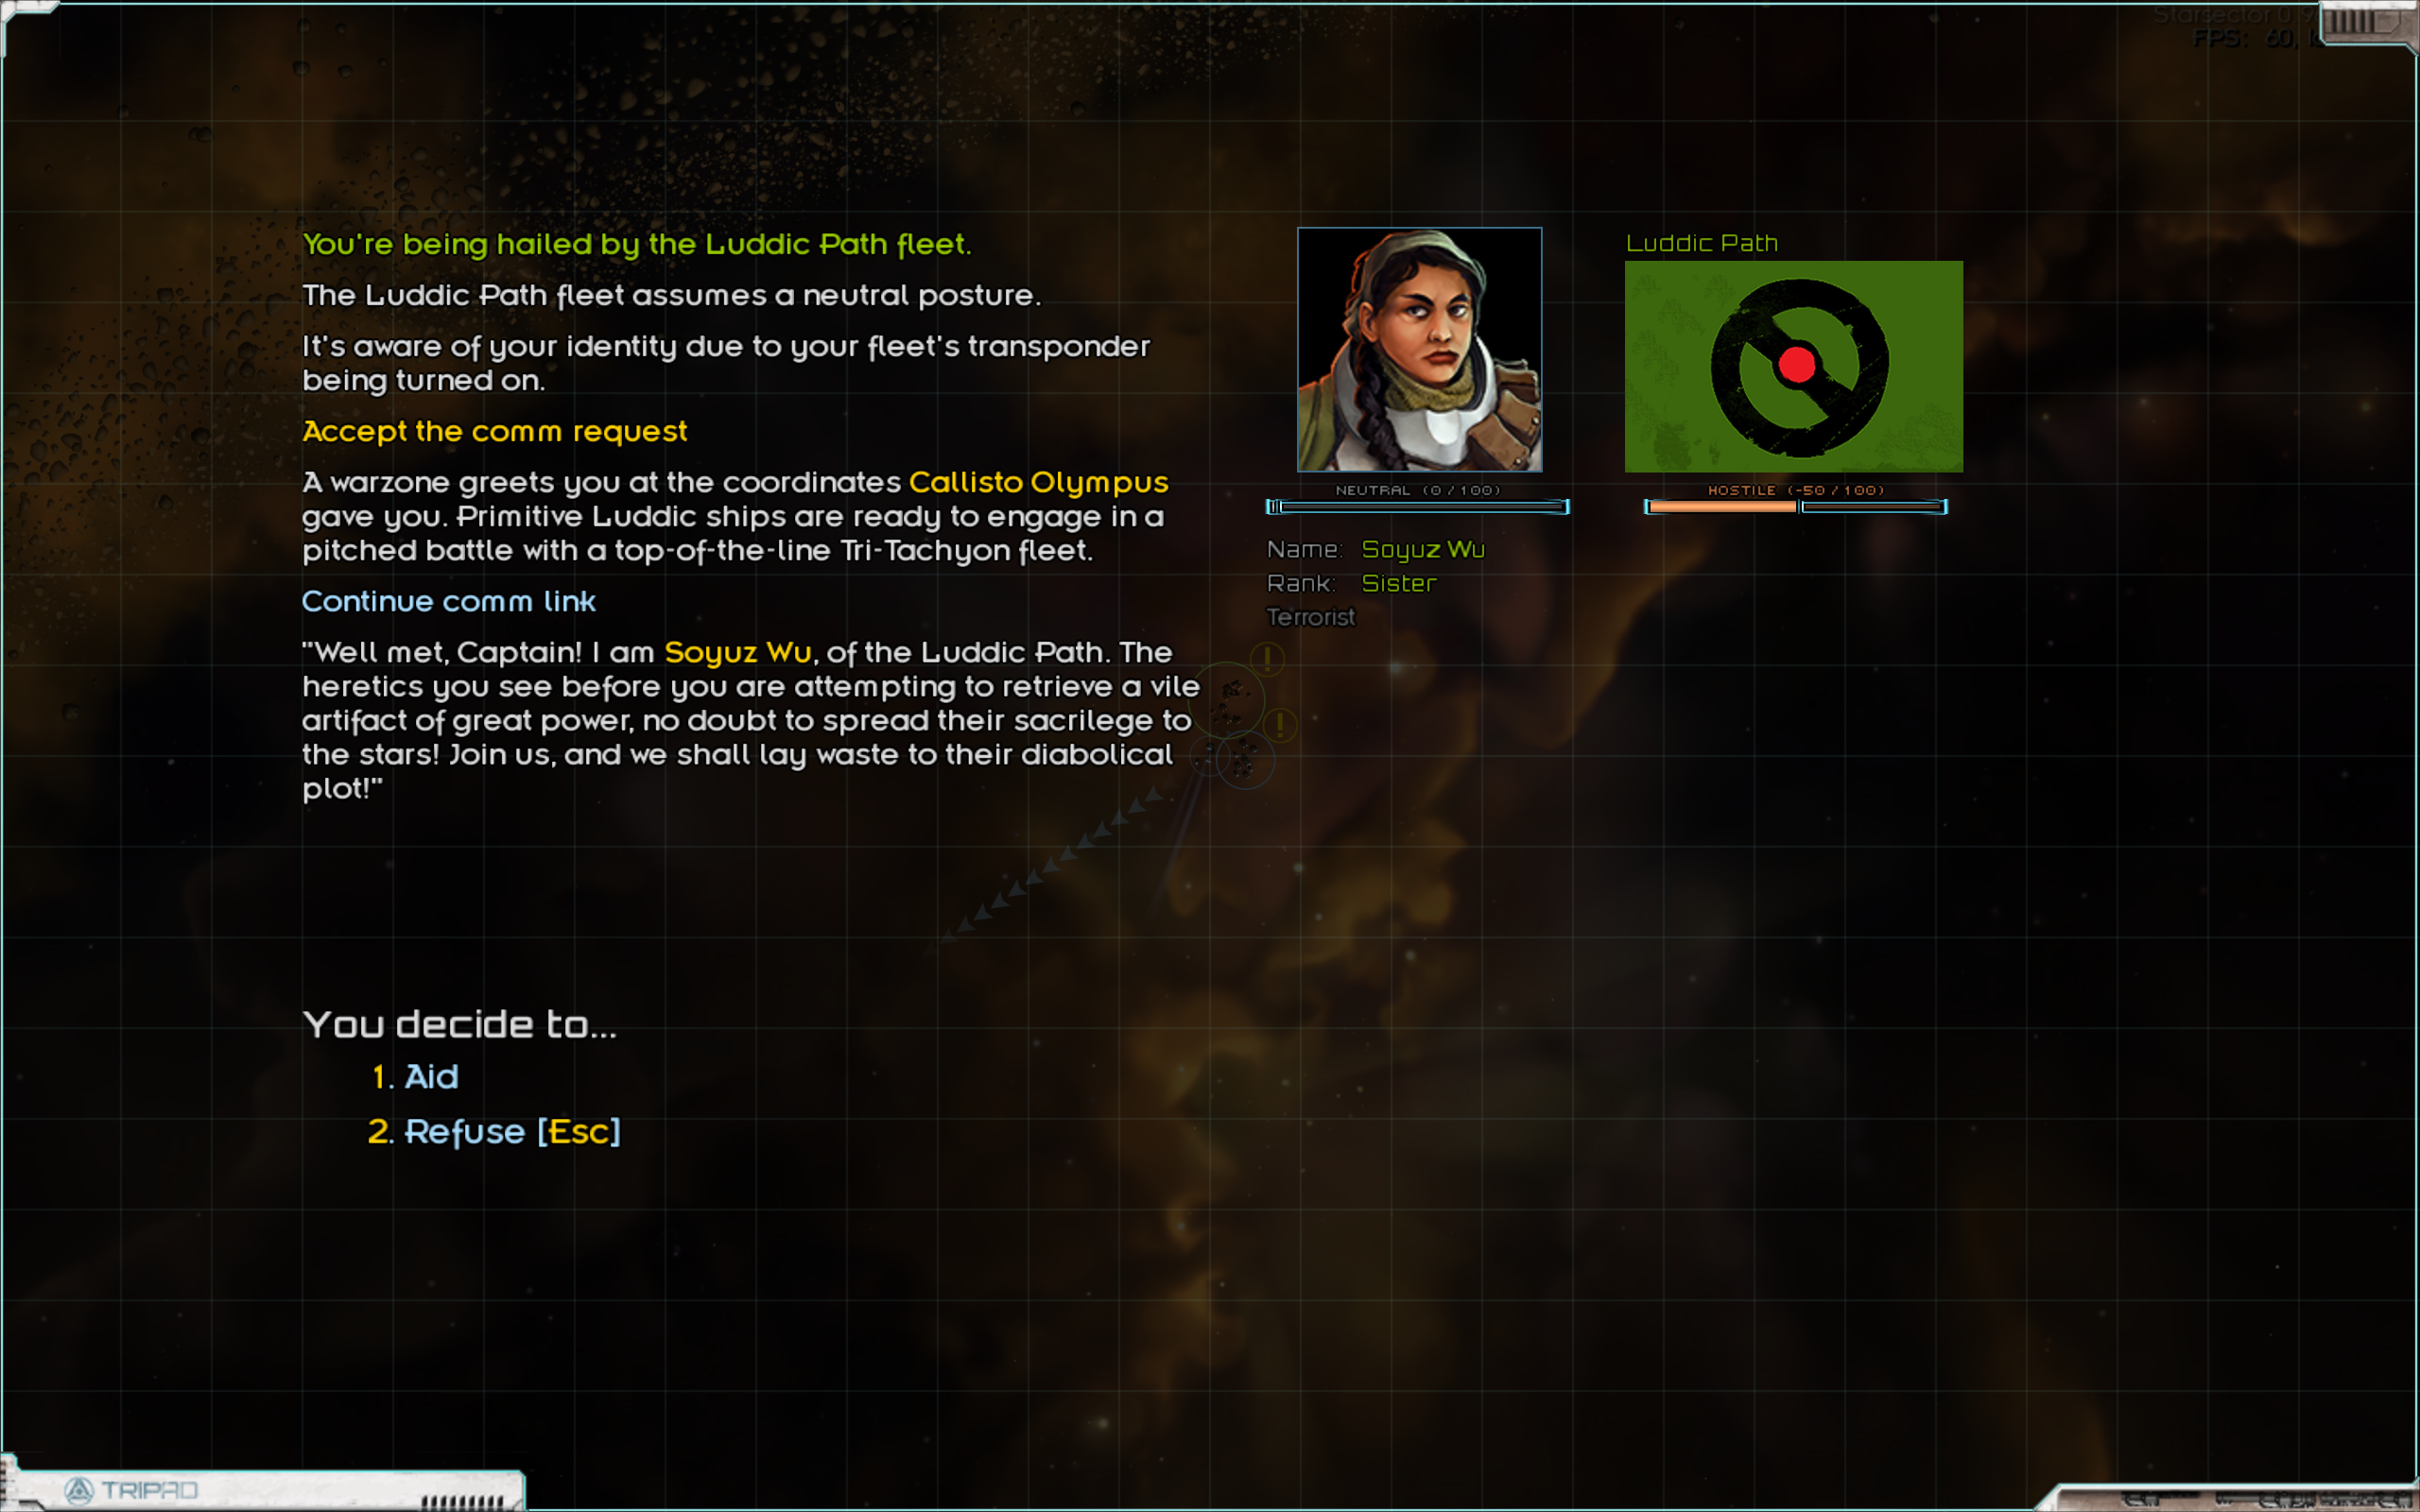 Starsector 0.9
FPS: 60,
You're being hailed by the Luddic Path fleet.
The Luddic Path fleet assumes a neutral posture.
It's aware of your identity due to your fleet's transponder
being turned on.
Accept the comm request
A warzone greets you at the coordinates Callisto Olympus
gave you. Primitive Luddic ships are ready to engage in a
pitched battle with a top-of-the-line Tri-Tachyon fleet.
Continue comm link
"Well met, Captain! I am Soyuz Wu, of the Luddic Path. The
heretics you see before you are attempting to retrieve a vile
artifact of great power, no doubt to spread their sacrilege to
the stars! Join us, and we shall lay waste to their diabolical
plot!"
NEUTRAL (0 / 100)
Name: Soyuz Wu
Rank: Sister
Terrorist
Luddic Path
HOSTILE (-50 / 100)
You decide to...
1. Aid
2. Refuse [Esc]
TRIPAD